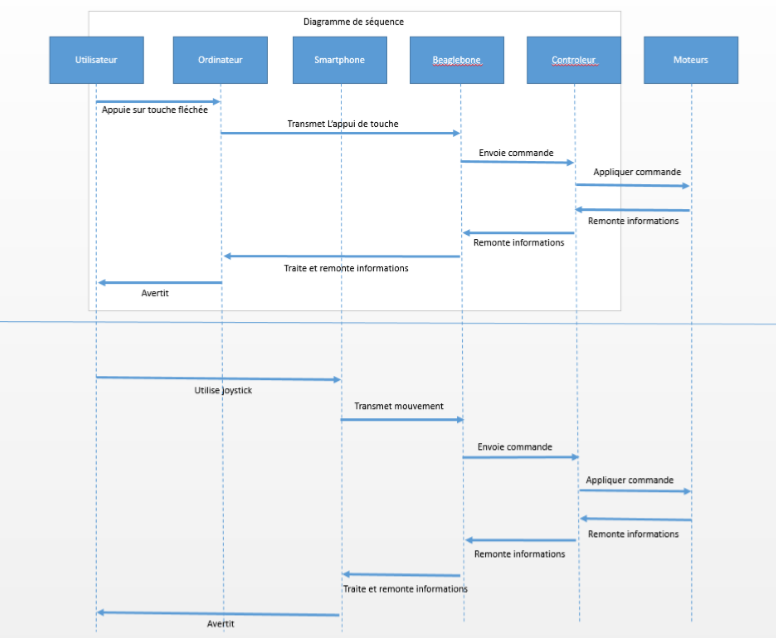 Diagramme de séquence
Utilisateur
Ordinateur
Smartphone
Beaglebone
Controleur
Moteurs
Appuie sur touche fléchée
Transmet L'appui de touche
Envoie commande
Appliquer commande
Remonte informations
Remonte informations
Traite et remonte informations
Avertit
Utilise joystick
Transmet mouvement
Envoie commande
Appliquer commande
Remonte informations
Remonte informations
Traite et remonte informations
Avertit